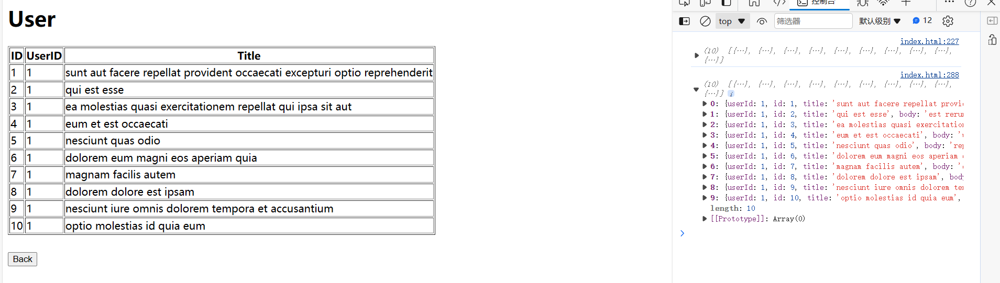 User
ID UserID Title
1 1 sunt aut facere repellat provident occaecati excepturi optio reprehenderit
2 1 qui est esse
3 1 ea molestias quasi exercitationem repellat qui ipsa sit aut
4 1 eum et est occaecati
5 1 nesciunt quas odio
6 1 dolorem eum magni eos aperiam quia
7 1 magnam facilis autem
8 1 dolorem dolore est ipsam
9 1 nesciunt iure omnis dolorem tempora et accusantium
10 1 optio molestias id quia eum
Back
控制台
top 筛选器 默认级别 12
index.html:227
(10) [{…}, {…}, {…}, {…}, {…}, {…}, {…}, {…}, {…},
{…}]
index.html:288
(10) [{…}, {…}, {…}, {…}, {…}, {…}, {…}, {…}, {…},
{…}] i
0: {userId: 1, id: 1, title: 'sunt aut facere repellat provi
1: {userId: 1, id: 2, title: 'qui est esse', body: 'est rerum
2: {userId: 1, id: 3, title: 'ea molestias quasi exercitation
3: {userId: 1, id: 4, title: 'eum et est occaecati', body: '
4: {userId: 1, id: 5, title: 'nesciunt quas odio', body: 'rep
5: {userId: 1, id: 6, title: 'dolorem eum magni eos aperiam
6: {userId: 1, id: 7, title: 'magnam facilis autem', body: '
7: {userId: 1, id: 8, title: 'dolorem dolore est ipsam', body
8: {userId: 1, id: 9, title: 'nesciunt iure omnis dolorem te
9: {userId: 1, id: 10, title: 'optio molestias id quia eum',
length: 10
[[Prototype]]: Array(0)